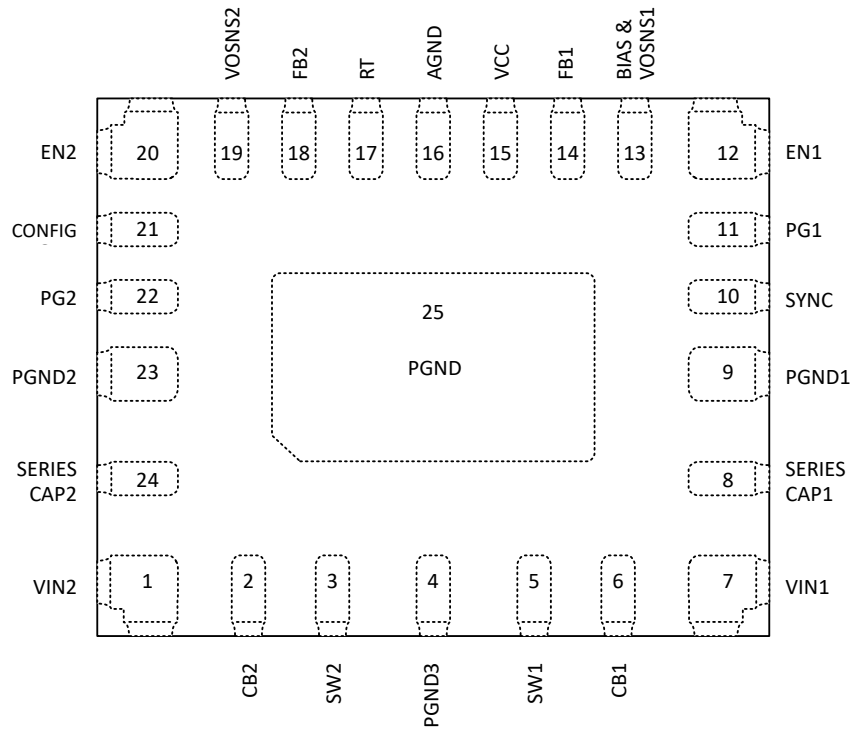 VOSNS2
FB2
RT
AGND
VCC
FB1
BIAS &
VOSNS1
EN2
20
19
18
17
16
15
14
13
12
EN1
CONFIG
21
11
PG1
PG2
22
25
10
SYNC
PGND2
23
PGND
9
PGND1
SERIES
CAP2
24
8
SERIES
CAP1
VIN2
1
2
3
4
5
6
7
VIN1
CB2
SW2
PGND3
SW1
CB1